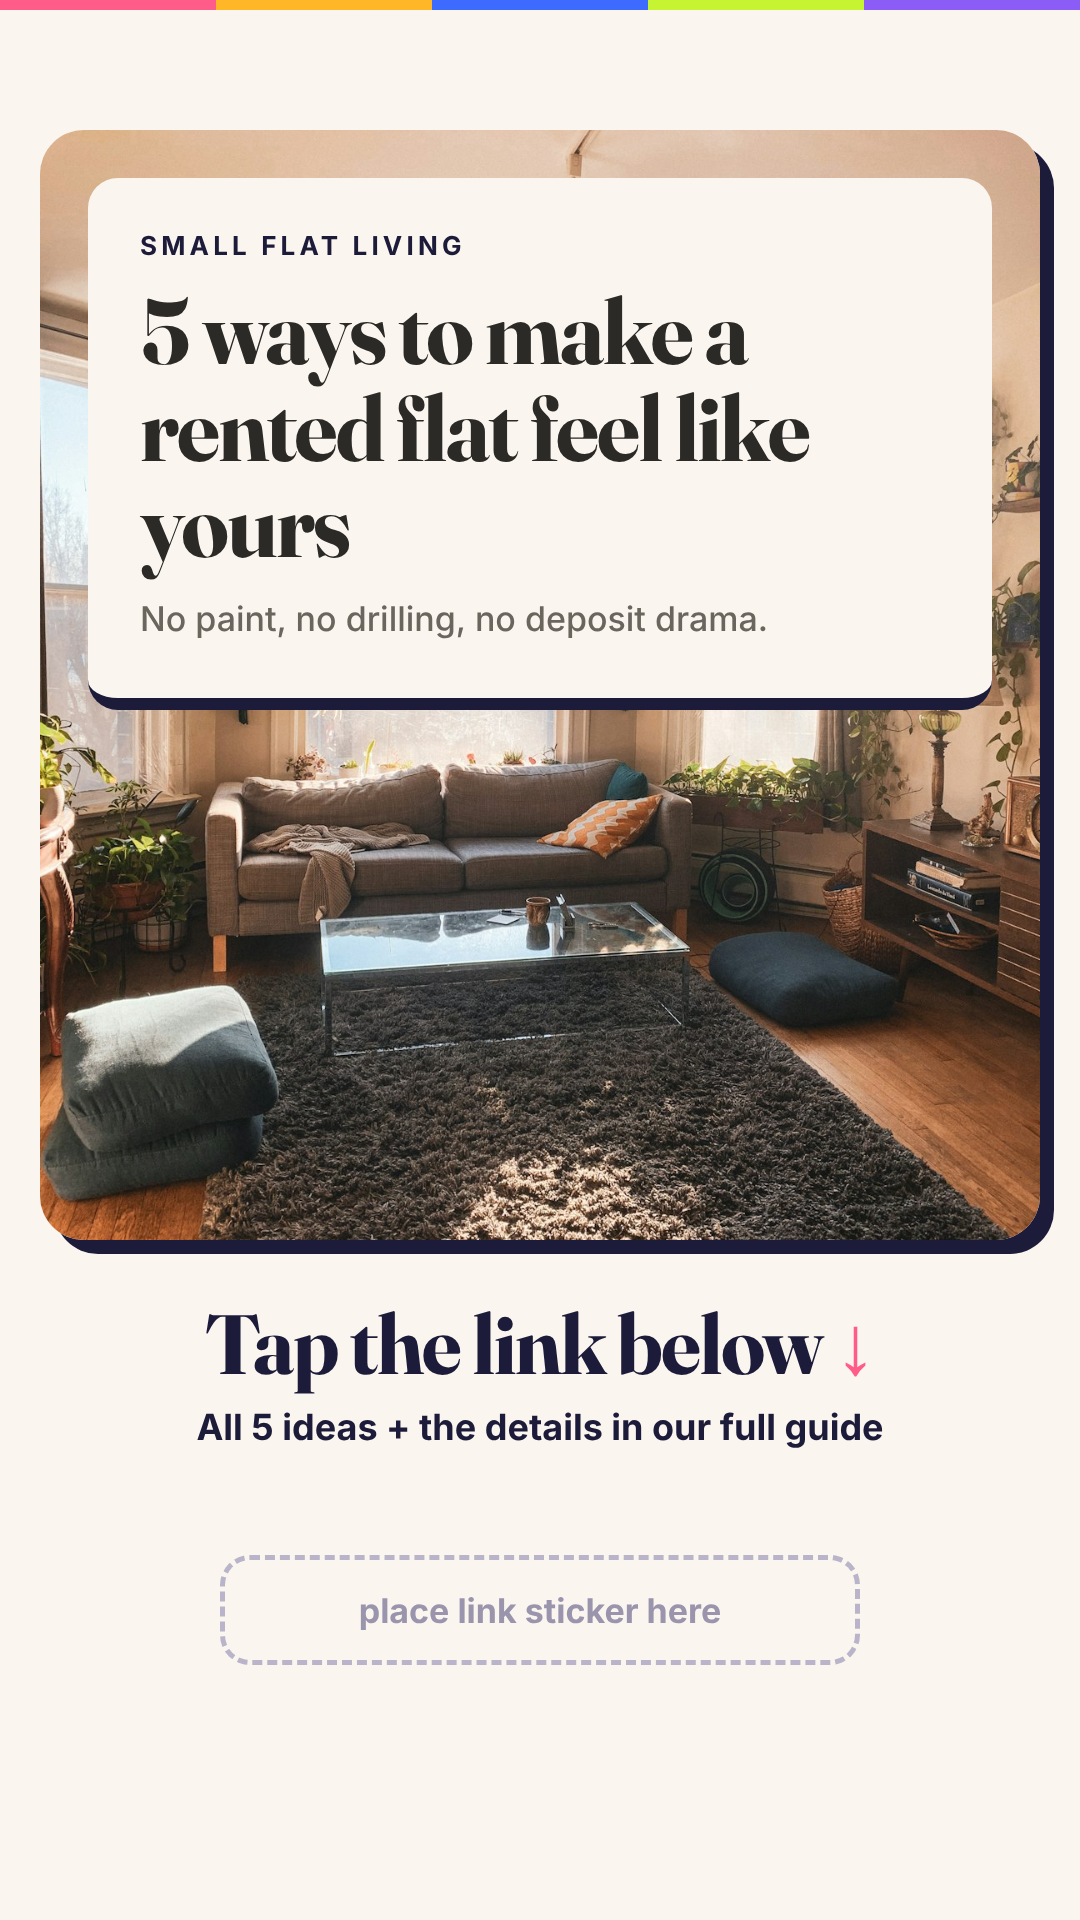 SMALL FLAT LIVING
5 ways to make a
rented flat feel like
yours
No paint, no drilling, no deposit drama.
Tap the link below ↓
All 5 ideas + the details in our full guide
place link sticker here